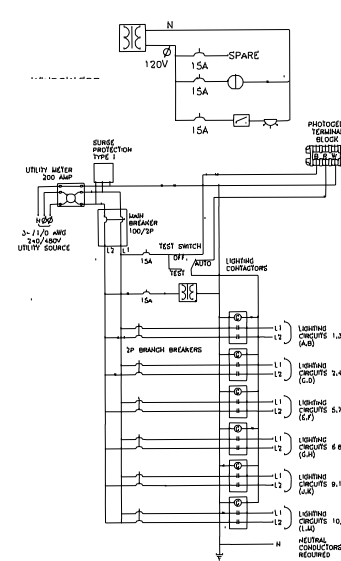 N
Ø
120V
15A
SPARE
15A
15A
PHOTOCE
TERMINA
BLOCK
B R W
SURGE
PROTECTION
TYPE 1
UTILITY METER
200 AMP
N Ø Ø
3-/1/0 AWG
240/480V
UTILITY SOURCE
MAIN
BREAKER
100/2P
L2 L1
TEST SWITCH
OFF
AUTO
TEST
15A
LIGHTING
CONTACTORS
15A
2P BRANCH BREAKERS
C
L1
L2
LIGHTING
CIRCUITS 1,3
(A,B)
C
L1
L2
LIGHTING
CIRCUITS 2,4
(C,D)
C
L1
L2
LIGHTING
CIRCUITS 5,7
(E,F)
C
L1
L2
LIGHTING
CIRCUITS 6,8
(G,H)
C
L1
L2
LIGHTING
CIRCUITS 9,1
(J,K)
C
L1
L2
LIGHTING
CIRCUITS 10,
(L,M)
N
NEUTRAL
CONDUCTORS
REQUIRED